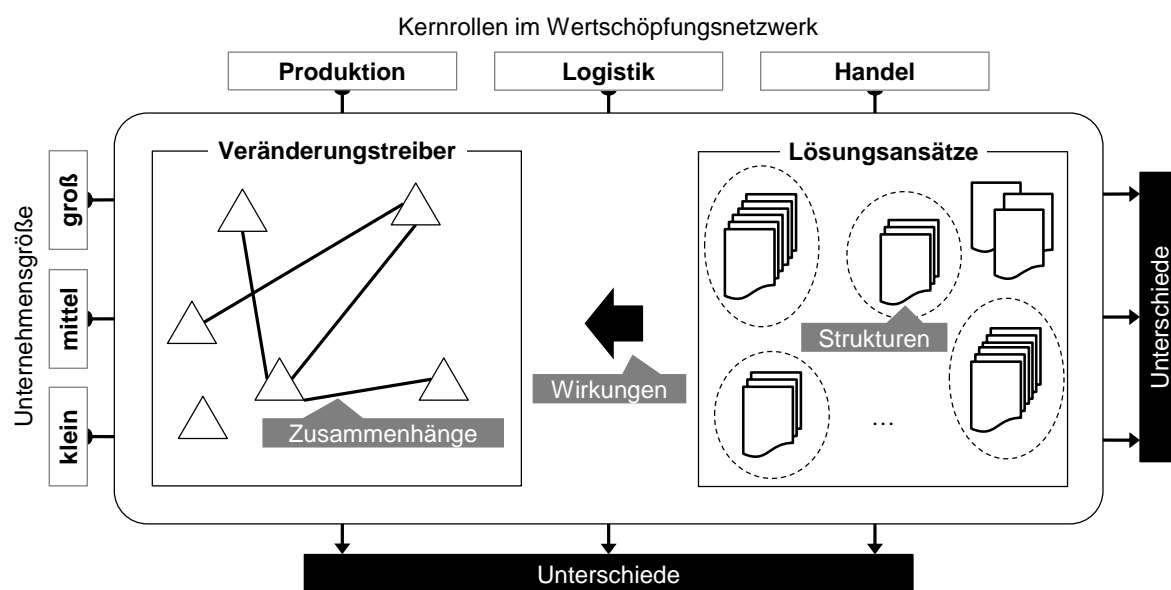 Kernrollen im Wertschöpfungsnetzwerk
Produktion
Logistik
Handel
Veränderungstreiber
Lösungsansätze
Unternehmensgröße
groß
mittel
klein
Strukturen
Wirkungen
Zusammenhänge
…
Unterschiede
Unterschiede